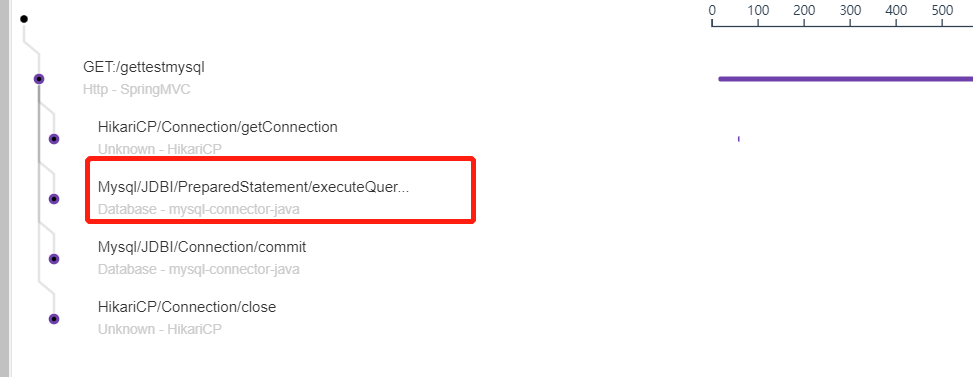 0 100 200 300 400 500
GET:/gettestmysql
Http - SpringMVC
HikariCP/Connection/getConnection
Unknown - HikariCP
Mysql/JDBI/PreparedStatement/executeQuer...
Database - mysql-connector-java
Mysql/JDBI/Connection/commit
Database - mysql-connector-java
HikariCP/Connection/close
Unknown - HikariCP